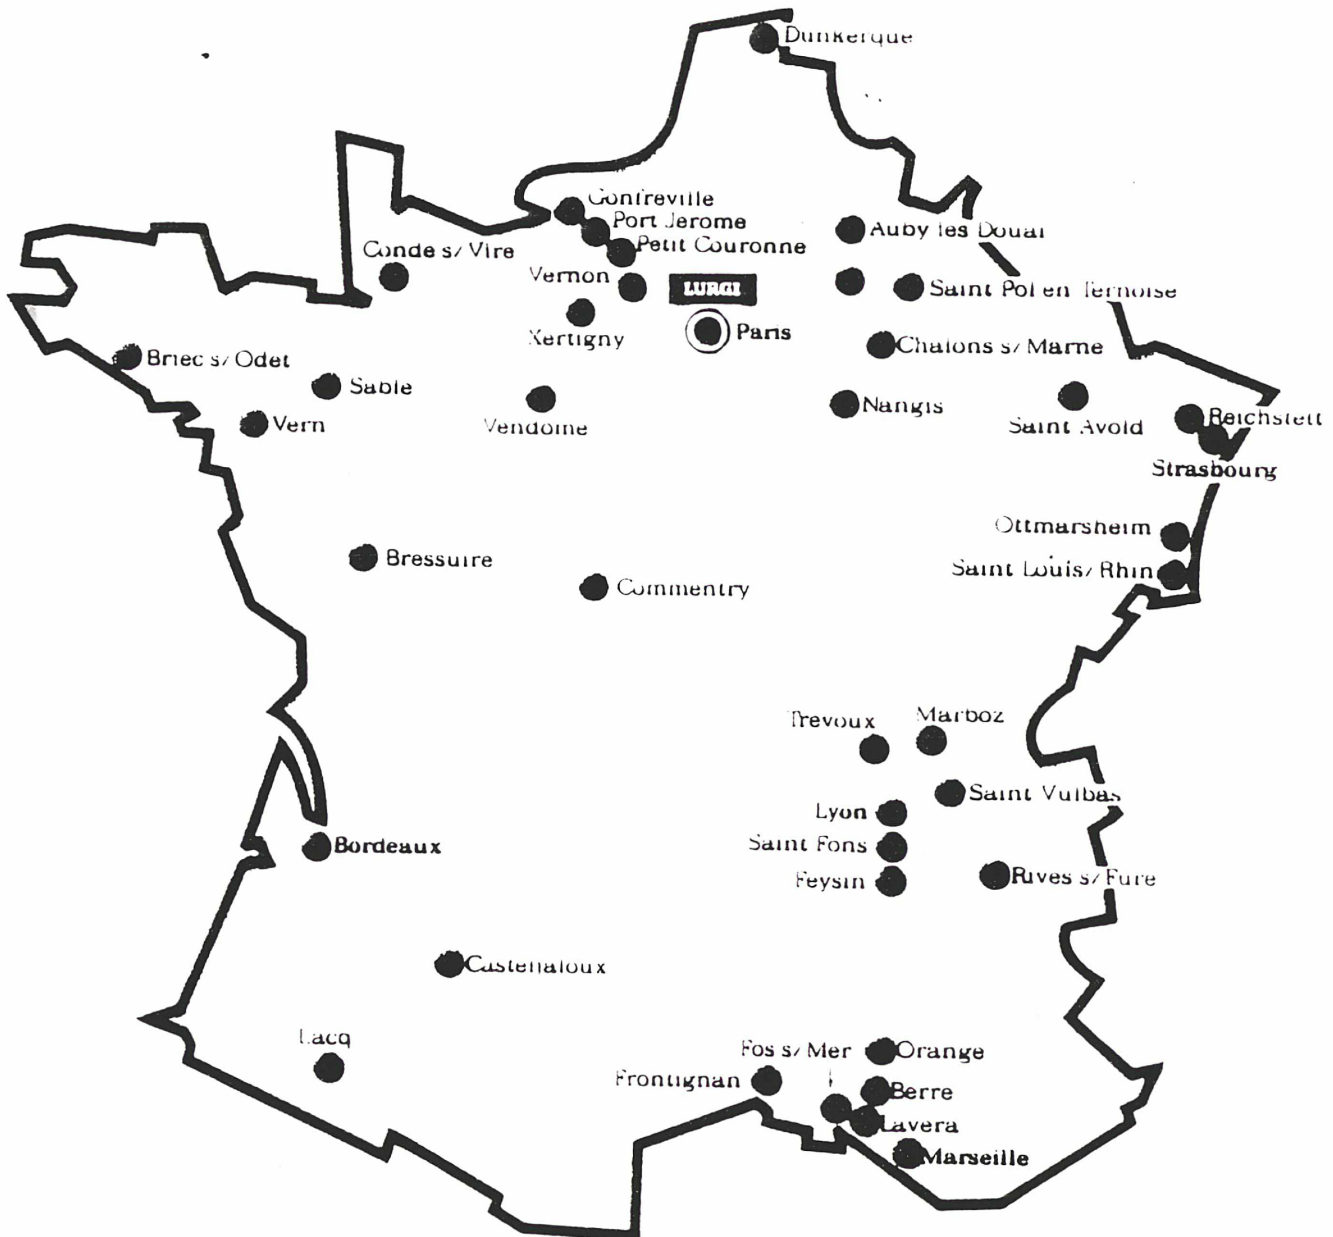 Dunkerque
Gonfreville
Port Jerome
Petit Couronne
Auby les Douai
Conde s/Vire
Vernon
LURGI
Saint Pol en Ternoise
Xertigny
Paris
Chalons s/Marne
Briec s/Odet
Sable
Vern
Vendome
Nangis
Saint Avold
Reichstett
Strasbourg
Ottmarsheim
Saint Louis/Rhin
Bressuire
Commentry
Trevoux
Marboz
Saint Vulbas
Lyon
Bordeaux
Saint Fons
Feysin
Rives s/Fure
Casteljaloux
Lacq
Fos s/Mer
Orange
Frontignan
Berre
Lavera
Marseille